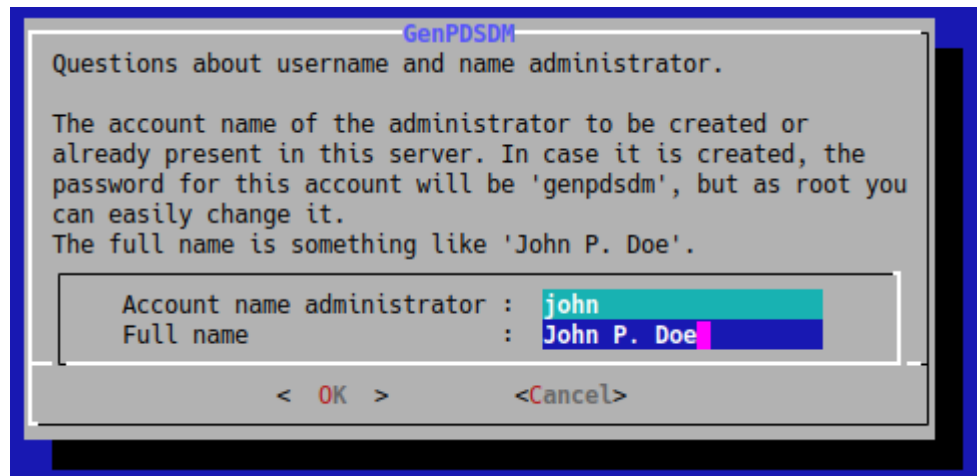 GenPDSDM
Questions about username and name administrator.
The account name of the administrator to be created or
already present in this server. In case it is created, the
password for this account will be 'genpdsdm', but as root you
can easily change it.
The full name is something like 'John P. Doe'.
Account name administrator : john
Full name : John P. Doe
< OK > <Cancel>